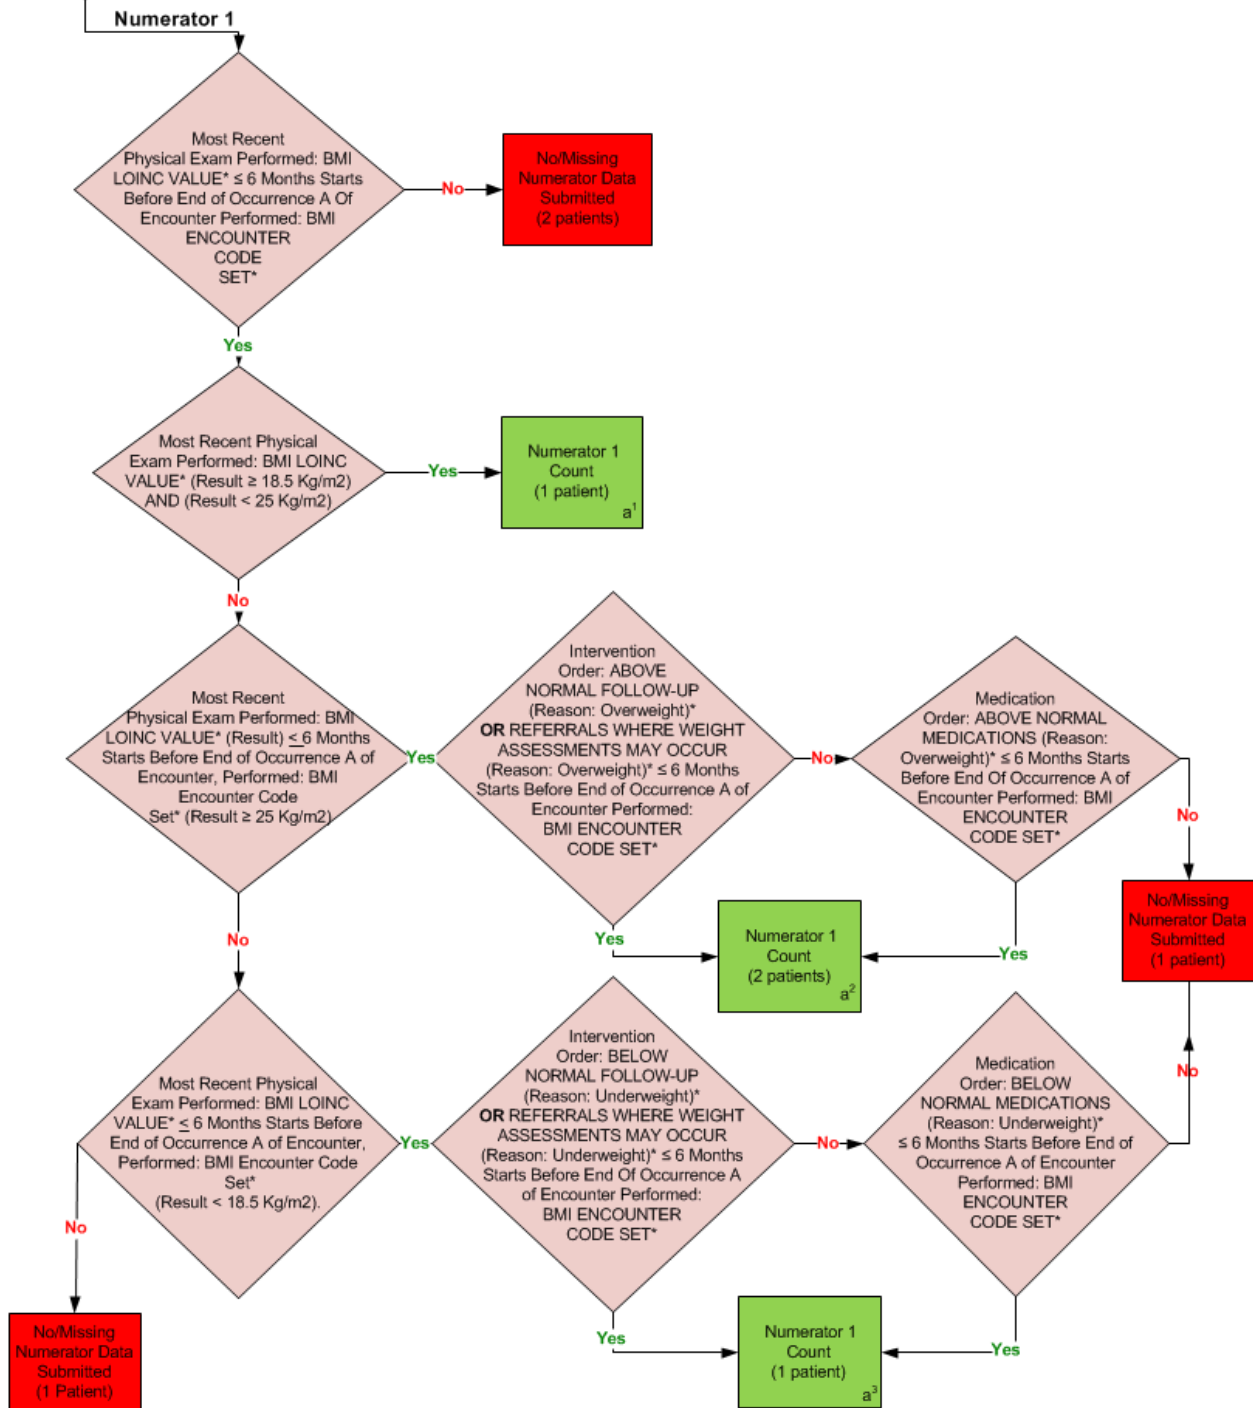 Numerator 1
Most Recent
Physical Exam Performed: BMI
LOINC VALUE* ≤ 6 Months Starts
Before End of Occurrence A Of
Encounter Performed: BMI
ENCOUNTER
CODE
SET*
No
No/Missing
Numerator Data
Submitted
(2 patients)
Yes
Most Recent Physical
Exam Performed: BMI LOINC
VALUE* (Result ≥ 18.5 Kg/m2)
AND (Result < 25 Kg/m2)
Yes
Numerator 1
Count
(1 patient)
a¹
No
Most Recent
Physical Exam Performed: BMI
LOINC VALUE* (Result) ≤ 6 Months
Starts Before End of Occurrence A of
Encounter, Performed: BMI
Encounter Code
Set* (Result ≥ 25 Kg/m2)
Yes
Intervention
Order: ABOVE
NORMAL FOLLOW-UP
(Reason: Overweight)*
OR REFERRALS WHERE WEIGHT
ASSESSMENTS MAY OCCUR
(Reason: Overweight)* ≤ 6 Months
Starts Before End of Occurrence A of
Encounter Performed:
BMI ENCOUNTER
CODE SET*
No
Medication
Order: ABOVE NORMAL
MEDICATIONS (Reason:
Overweight)* ≤ 6 Months Starts
Before End Of Occurrence A of
Encounter Performed: BMI
ENCOUNTER
CODE SET*
No
No/Missing
Numerator Data
Submitted
(1 patient)
Yes
Numerator 1
Count
(2 patients)
a²
Yes
No
Most Recent Physical
Exam Performed: BMI LOINC
VALUE* ≤ 6 Months Starts Before
End of Occurrence A of Encounter,
Performed: BMI Encounter Code
Set*
(Result < 18.5 Kg/m2).
Yes
Intervention
Order: BELOW
NORMAL FOLLOW-UP
(Reason: Underweight)*
OR REFERRALS WHERE WEIGHT
ASSESSMENTS MAY OCCUR
(Reason: Underweight)* ≤ 6 Months
Starts Before End Of Occurrence A
of Encounter Performed:
BMI ENCOUNTER
CODE SET*
No
Medication
Order: BELOW
NORMAL MEDICATIONS
(Reason: Underweight)*
≤ 6 Months Starts Before End of
Occurrence A of Encounter
Performed: BMI
ENCOUNTER
CODE SET*
No
No
No/Missing
Numerator Data
Submitted
(1 Patient)
Yes
Numerator 1
Count
(1 patient)
a³
Yes